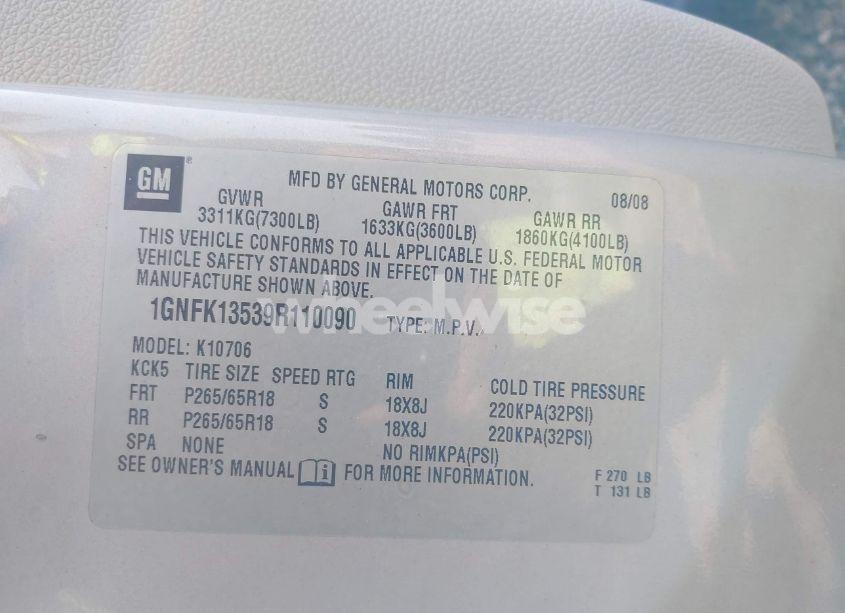 GM ®
MFD BY GENERAL MOTORS CORP. 08/08
GVWR GAWR FRT GAWR RR
3311KG(7300LB) 1633KG(3600LB) 1860KG(4100LB)
THIS VEHICLE CONFORMS TO ALL APPLICABLE U.S. FEDERAL MOTOR
VEHICLE SAFETY STANDARDS IN EFFECT ON THE DATE OF
MANUFACTURE SHOWN ABOVE.
1GNFK13539R110090 TYPE: M.P.V.
wheelwise
MODEL: K10706
KCK5 TIRE SIZE SPEED RTG RIM COLD TIRE PRESSURE
FRT P265/65R18 S 18X8J 220KPA(32PSI)
RR P265/65R18 S 18X8J 220KPA(32PSI)
SPA NONE NO RIMKPA(PSI)
SEE OWNER'S MANUAL i FOR MORE INFORMATION.
F 270 LB
T 131 LB